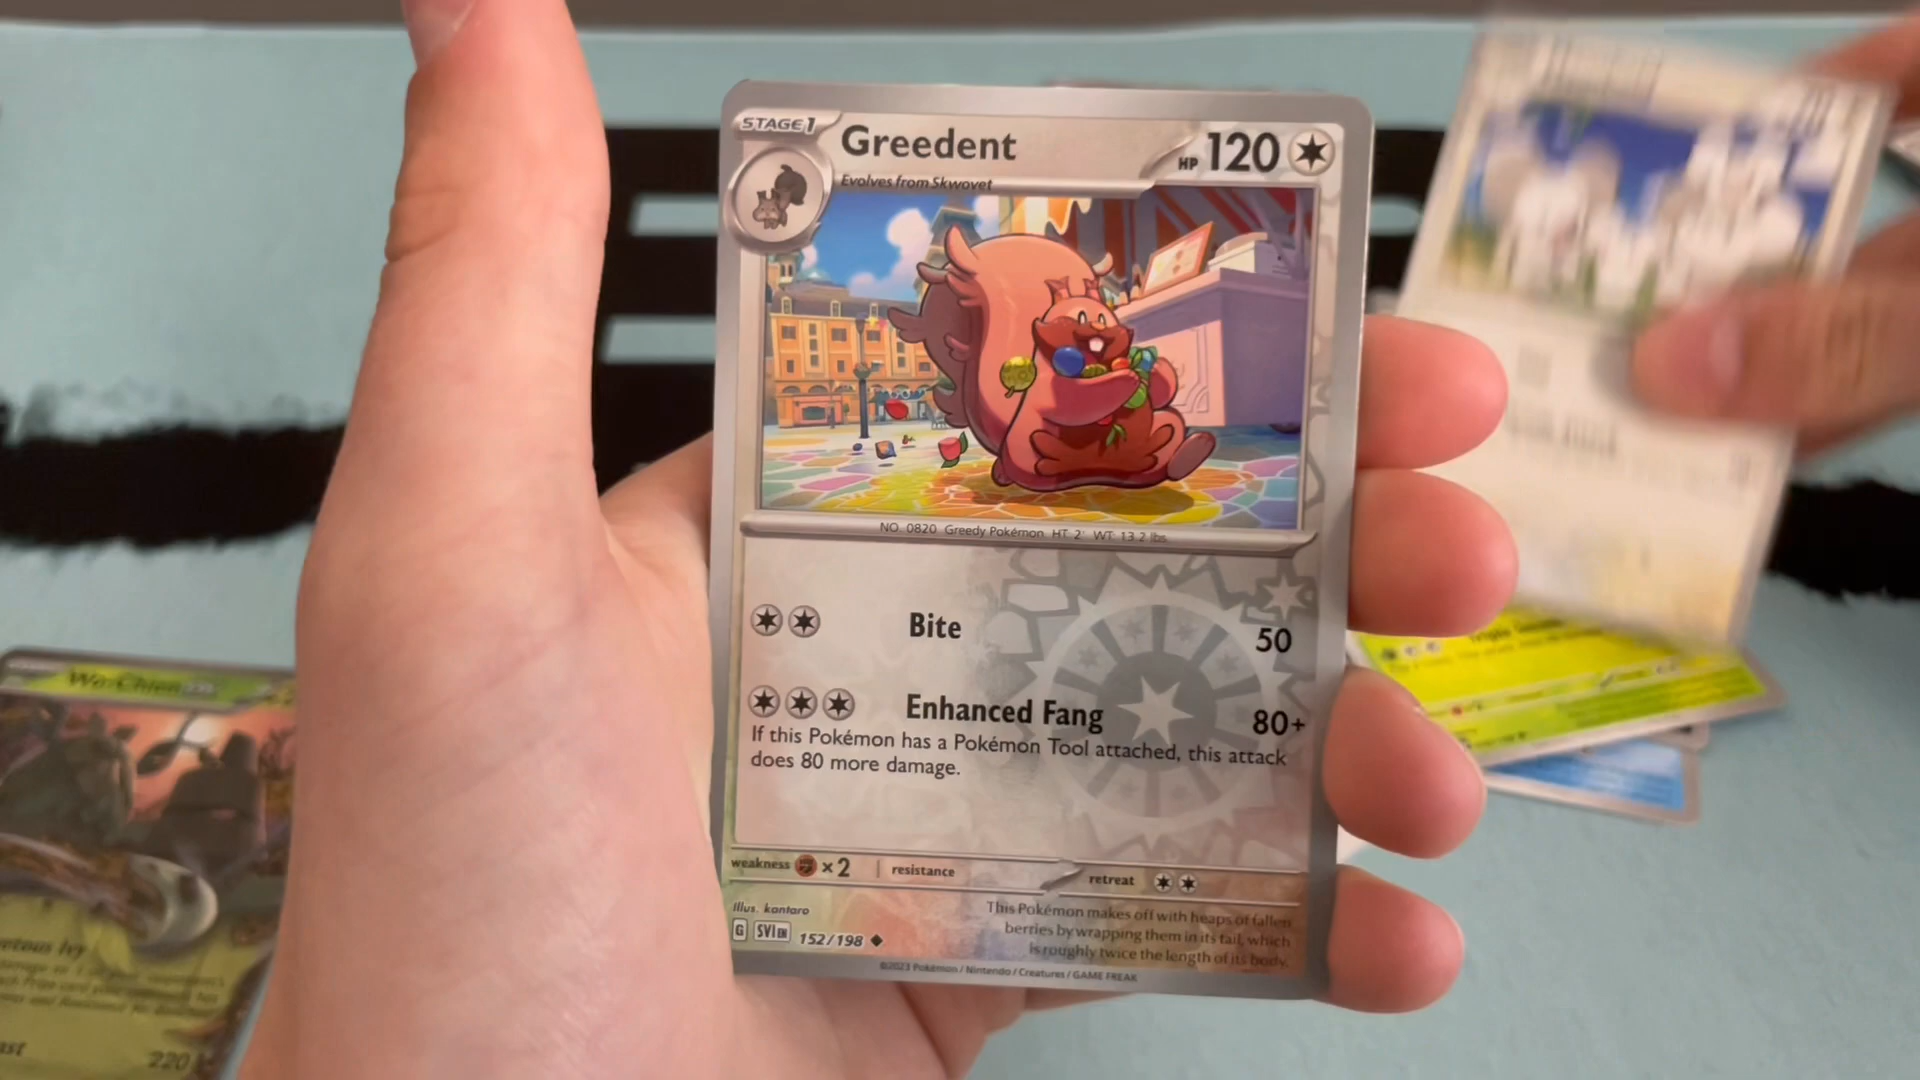 STAGE1
Greedent
HP 120
Evolves from Skwovet
NO. 0820 Greedy Pokémon HT: 2' WT: 13.2 lbs.
Bite 50
Enhanced Fang 80+
If this Pokémon has a Pokémon Tool attached, this attack
does 80 more damage.
weakness ×2 resistance retreat
Illus. kantaro
G SVI EN 152/198
This Pokémon makes off with heaps of fallen
berries by wrapping them in its tail, which
is roughly twice the length of its body.
©2023 Pokémon / Nintendo / Creatures / GAME FREAK
Wo-Chien
220